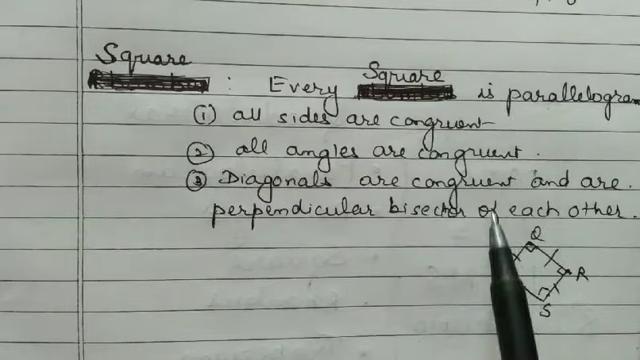 Square
: Every Square is parallelogram
① all sides are congruent
② all angles are congruent.
③ Diagonals are congruent and are
perpendicular bisector of each other.
Q
R
S